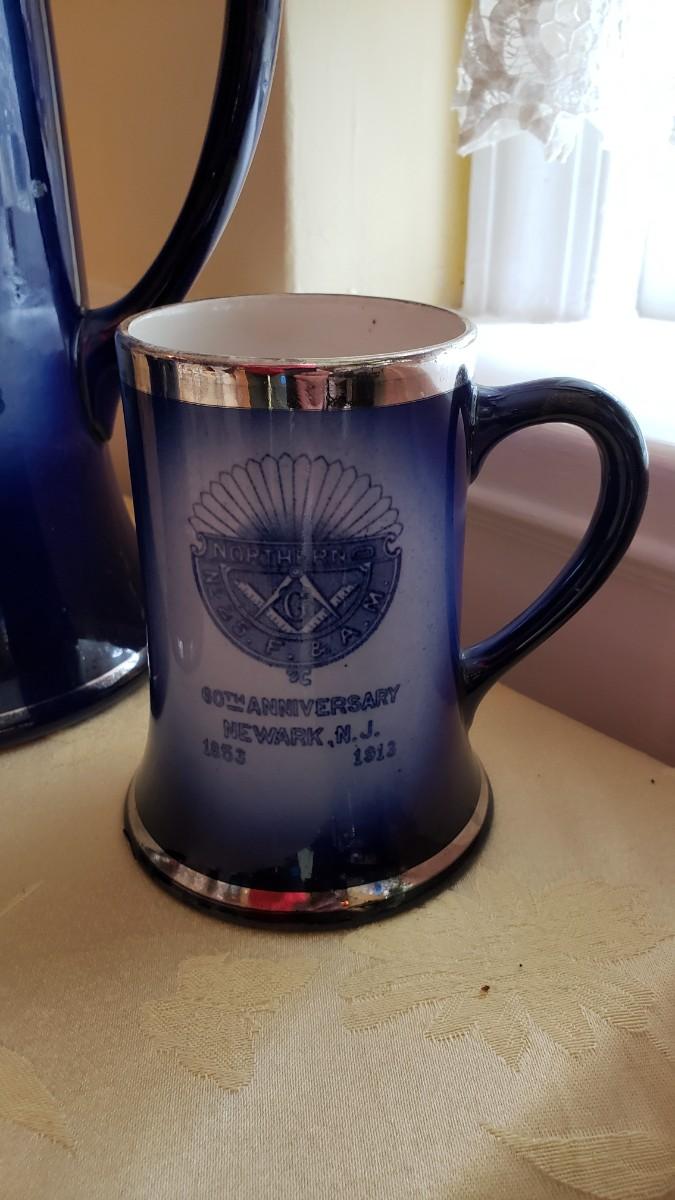 NORTHERN
No 25. F. & A. M.
G
60TH ANNIVERSARY
NEWARK, N.J.
1853 1913